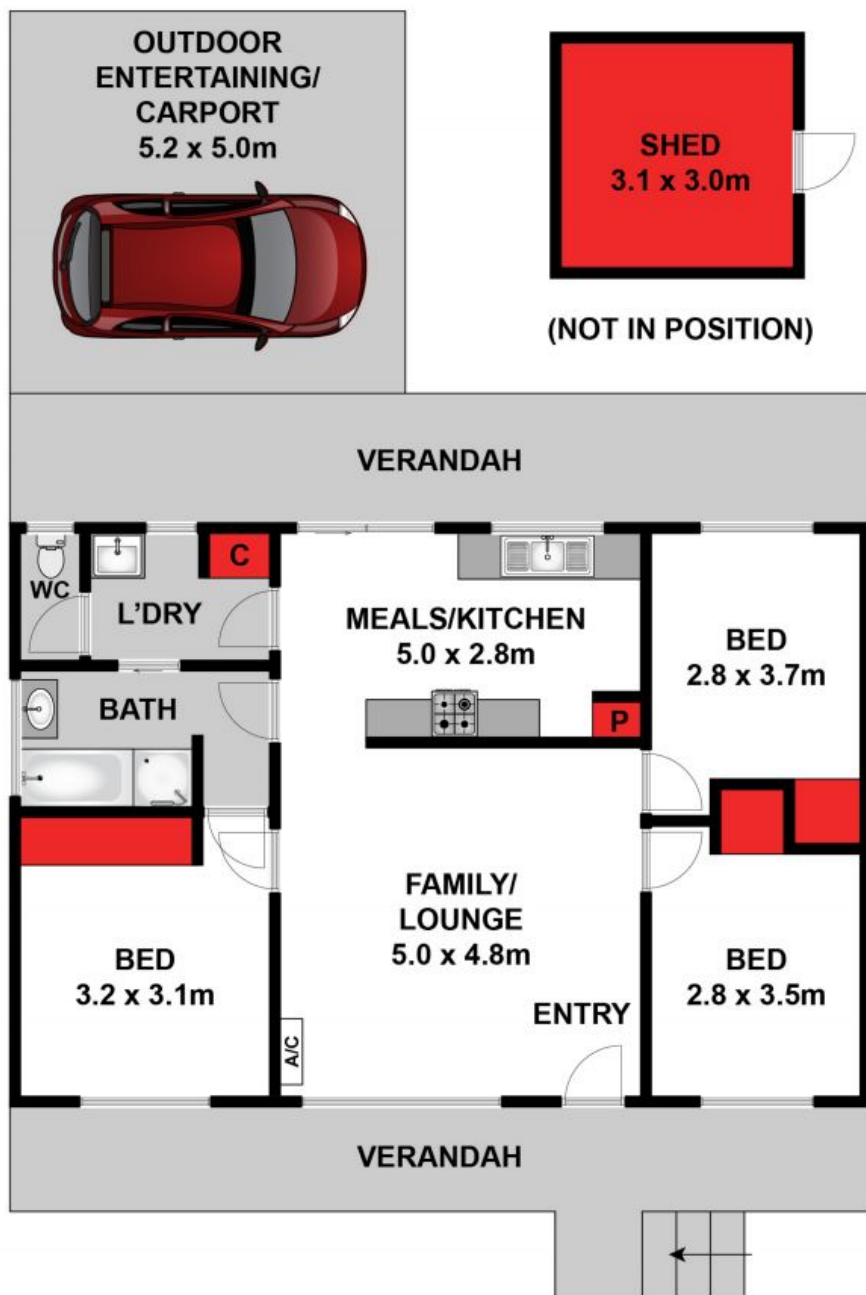 OUTDOOR
ENTERTAINING/
CARPORT
5.2 x 5.0m
SHED
3.1 x 3.0m
(NOT IN POSITION)
VERANDAH
WC
L'DRY
C
MEALS/KITCHEN
5.0 x 2.8m
BED
2.8 x 3.7m
BATH
P
FAMILY/
LOUNGE
5.0 x 4.8m
BED
3.2 x 3.1m
BED
2.8 x 3.5m
ENTRY
A/C
VERANDAH